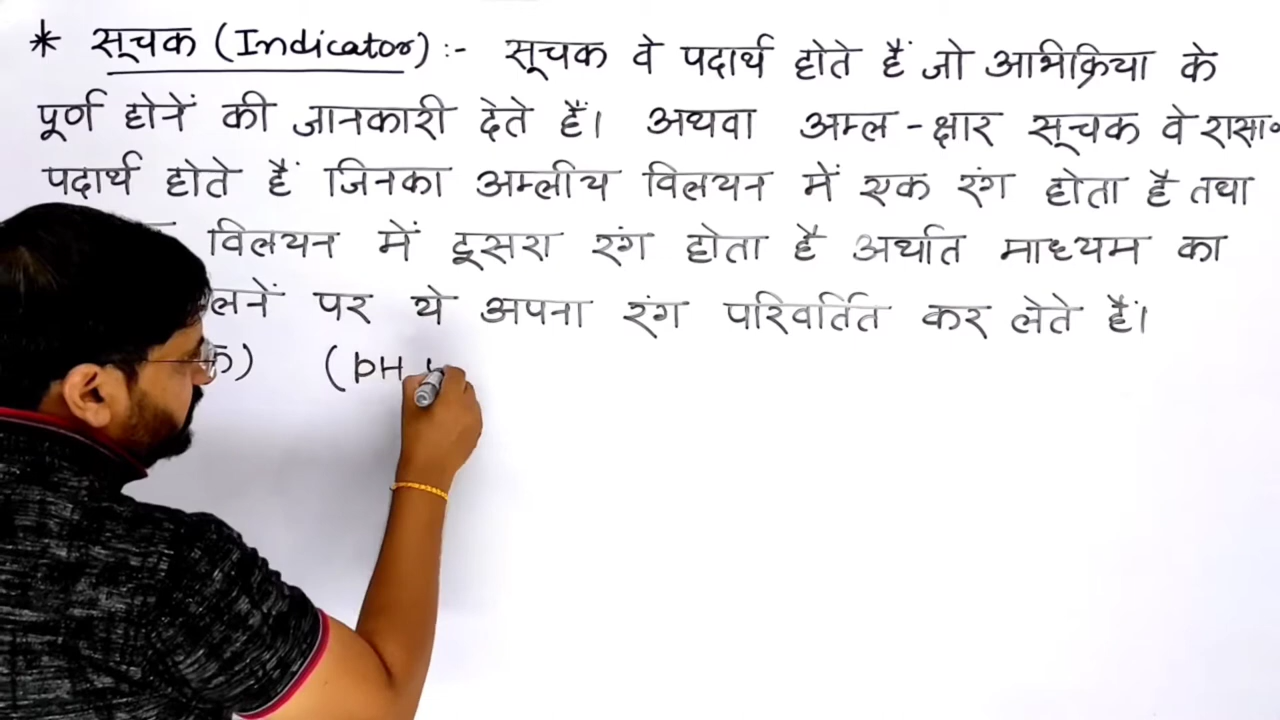 * सूचक (Indicator) :- सूचक वे पदार्थ होते हैं जो अभिक्रिया के
पूर्ण होनें की जानकारी देते हैं। अथवा अम्ल - क्षार सूचक वे रासा॰
पदार्थ होते हैं जिनका अम्लीय विलयन में एक रंग होता है तथा
विलयन में दूसरा रंग होता है अर्थात माध्यम का
लनें पर ये अपना रंग परिवर्तित कर लेते हैं।
) (pH